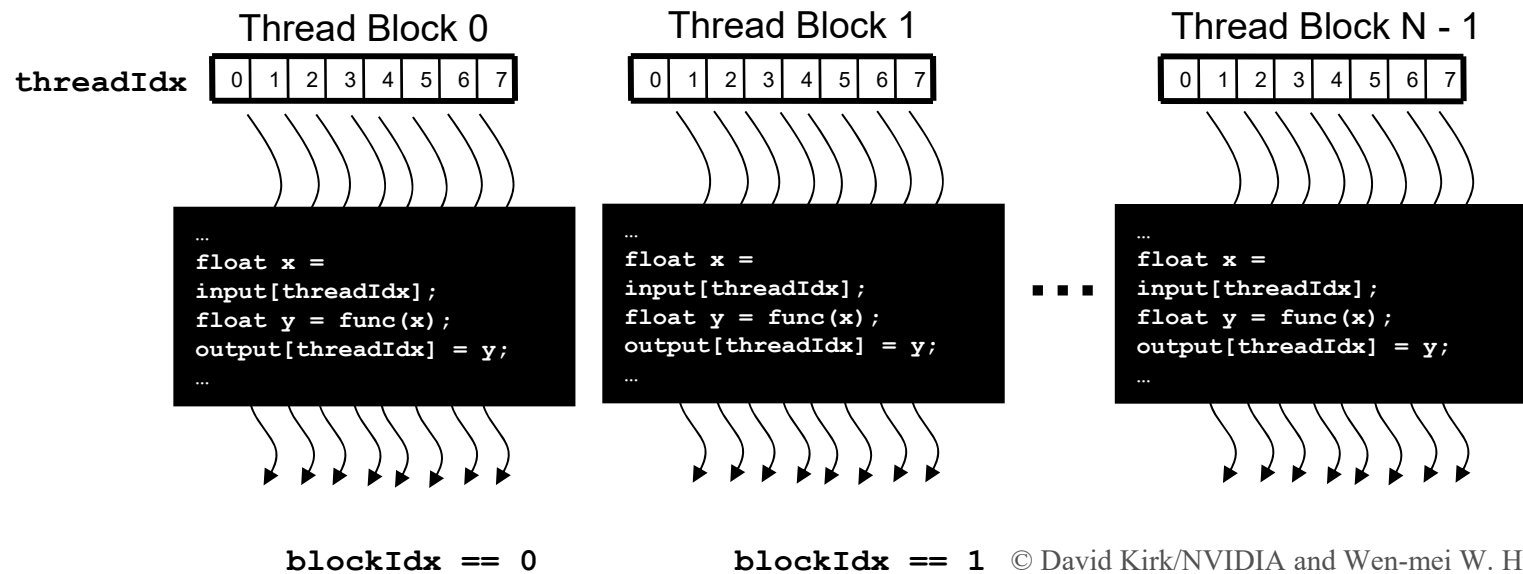 Thread Block 0
Thread Block 1
Thread Block N - 1
threadIdx
0 1 2 3 4 5 6 7
0 1 2 3 4 5 6 7
0 1 2 3 4 5 6 7
…
float x =
input[threadIdx];
float y = func(x);
output[threadIdx] = y;
…
…
float x =
input[threadIdx];
float y = func(x);
output[threadIdx] = y;
…
…
float x =
input[threadIdx];
float y = func(x);
output[threadIdx] = y;
…
...
blockIdx == 0
blockIdx == 1
© David Kirk/NVIDIA and Wen-mei W. H